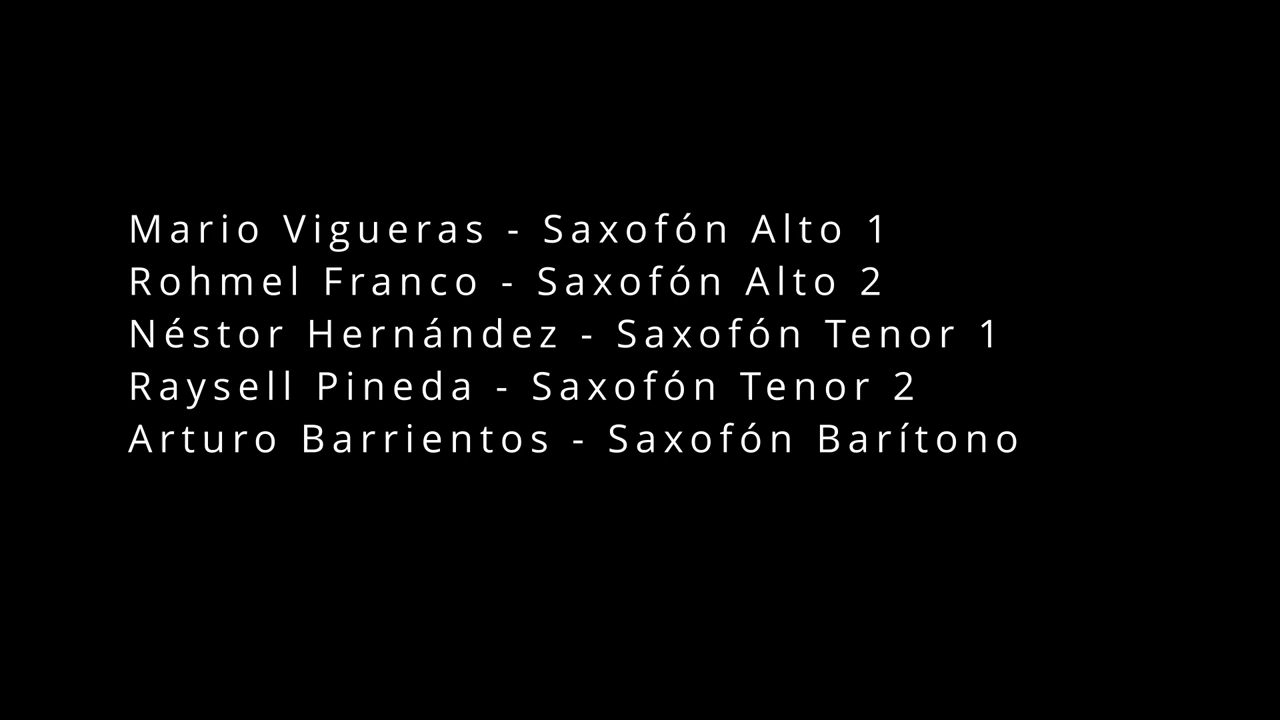 Mario Vigueras - Saxofón Alto 1
Rohmel Franco - Saxofón Alto 2
Néstor Hernández - Saxofón Tenor 1
Raysell Pineda - Saxofón Tenor 2
Arturo Barrientos - Saxofón Barítono